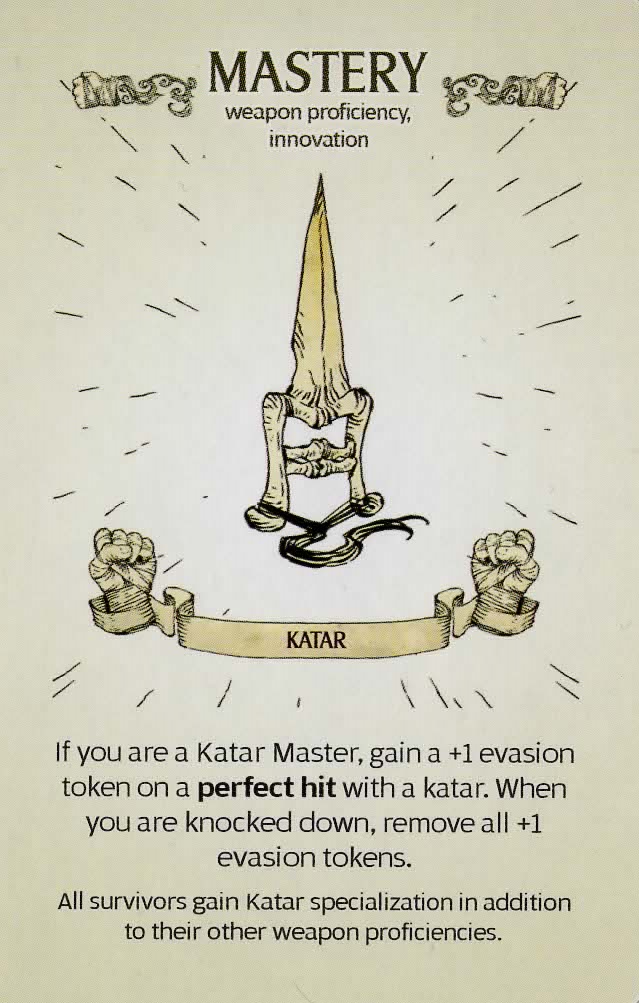 MASTERY
weapon proficiency,
innovation
KATAR
If you are a Katar Master, gain a +1 evasion
token on a perfect hit with a katar. When
you are knocked down, remove all +1
evasion tokens.
All survivors gain Katar specialization in addition
to their other weapon proficiencies.